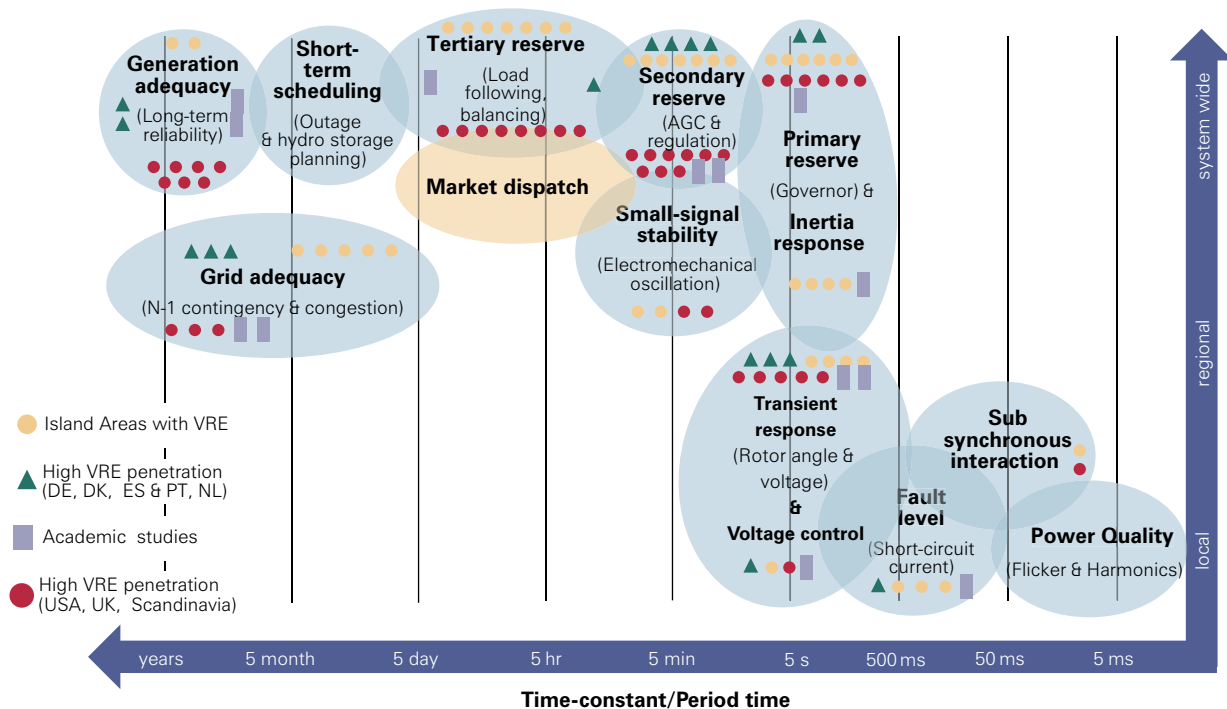 Generation
adequacy
(Long-term
reliability)
Short-
term
scheduling
(Outage
& hydro storage
planning)
Tertiary reserve
(Load
following,
balancing)
Market dispatch
Secondary
reserve
(AGC &
regulation)
Small-signal
stability
(Electromechanical
oscillation)
Primary
reserve
(Governor) &
Inertia
response
Grid adequacy
(N-1 contingency & congestion)
Transient
response
(Rotor angle &
voltage)
&
Voltage control
Fault
level
(Short-circuit
current)
Sub
synchronous
interaction
Power Quality
(Flicker & Harmonics)
Island Areas with VRE
High VRE penetration
(DE, DK, ES & PT, NL)
Academic studies
High VRE penetration
(USA, UK, Scandinavia)
system wide
regional
local
years
5 month
5 day
5 hr
5 min
5 s
500 ms
50 ms
5 ms
Time-constant/Period time